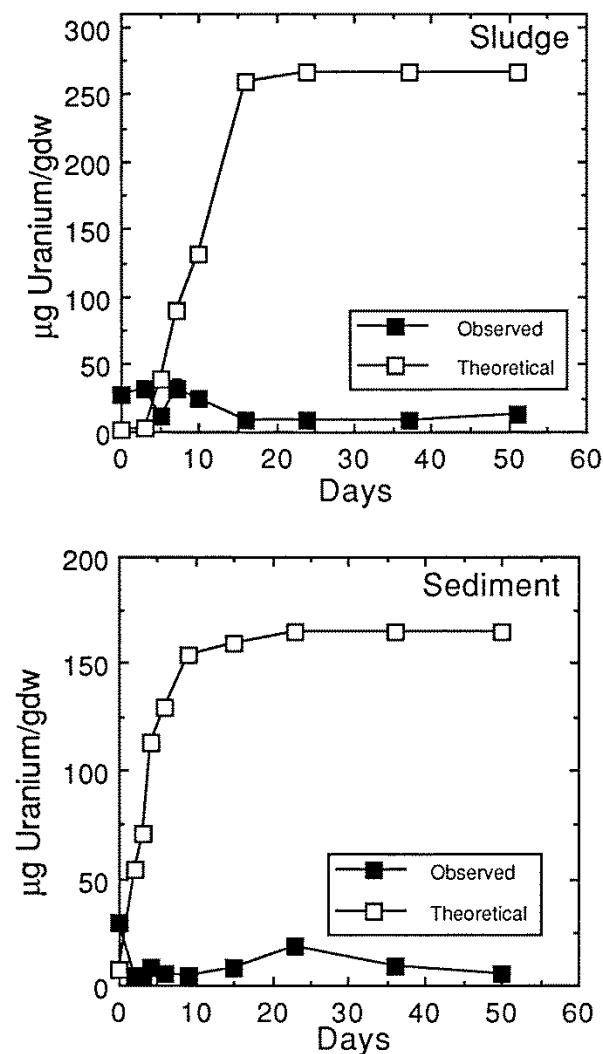 300
Sludge
250
200
150
100
50
0
μg Uranium/gdw
Observed
Theoretical
0 10 20 30 40 50 60
Days
200
Sediment
150
100
50
0
μg Uranium/gdw
Observed
Theoretical
0 10 20 30 40 50 60
Days